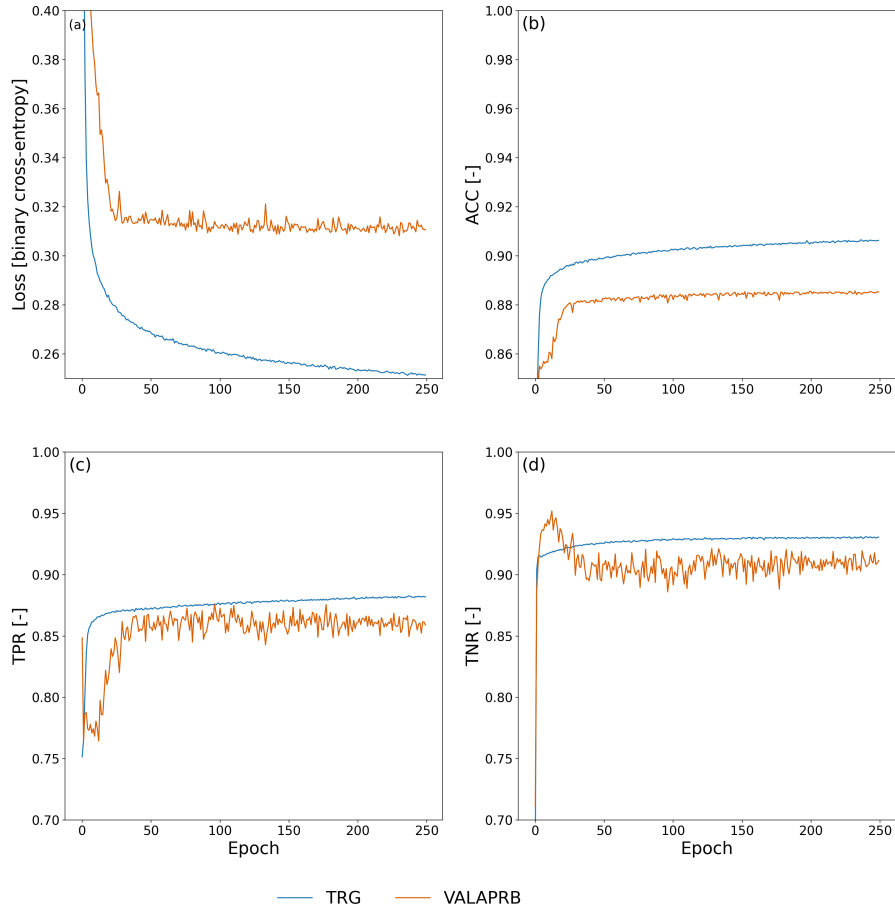 (a)
Loss [binary cross-entropy]
0.40
0.38
0.36
0.34
0.32
0.30
0.28
0.26
0 50 100 150 200 250
(b)
ACC [-]
1.00
0.98
0.96
0.94
0.92
0.90
0.88
0.86
0 50 100 150 200 250
(c)
TPR [-]
1.00
0.95
0.90
0.85
0.80
0.75
0.70
0 50 100 150 200 250
Epoch
(d)
TNR [-]
1.00
0.95
0.90
0.85
0.80
0.75
0.70
0 50 100 150 200 250
Epoch
TRG VALAPRB